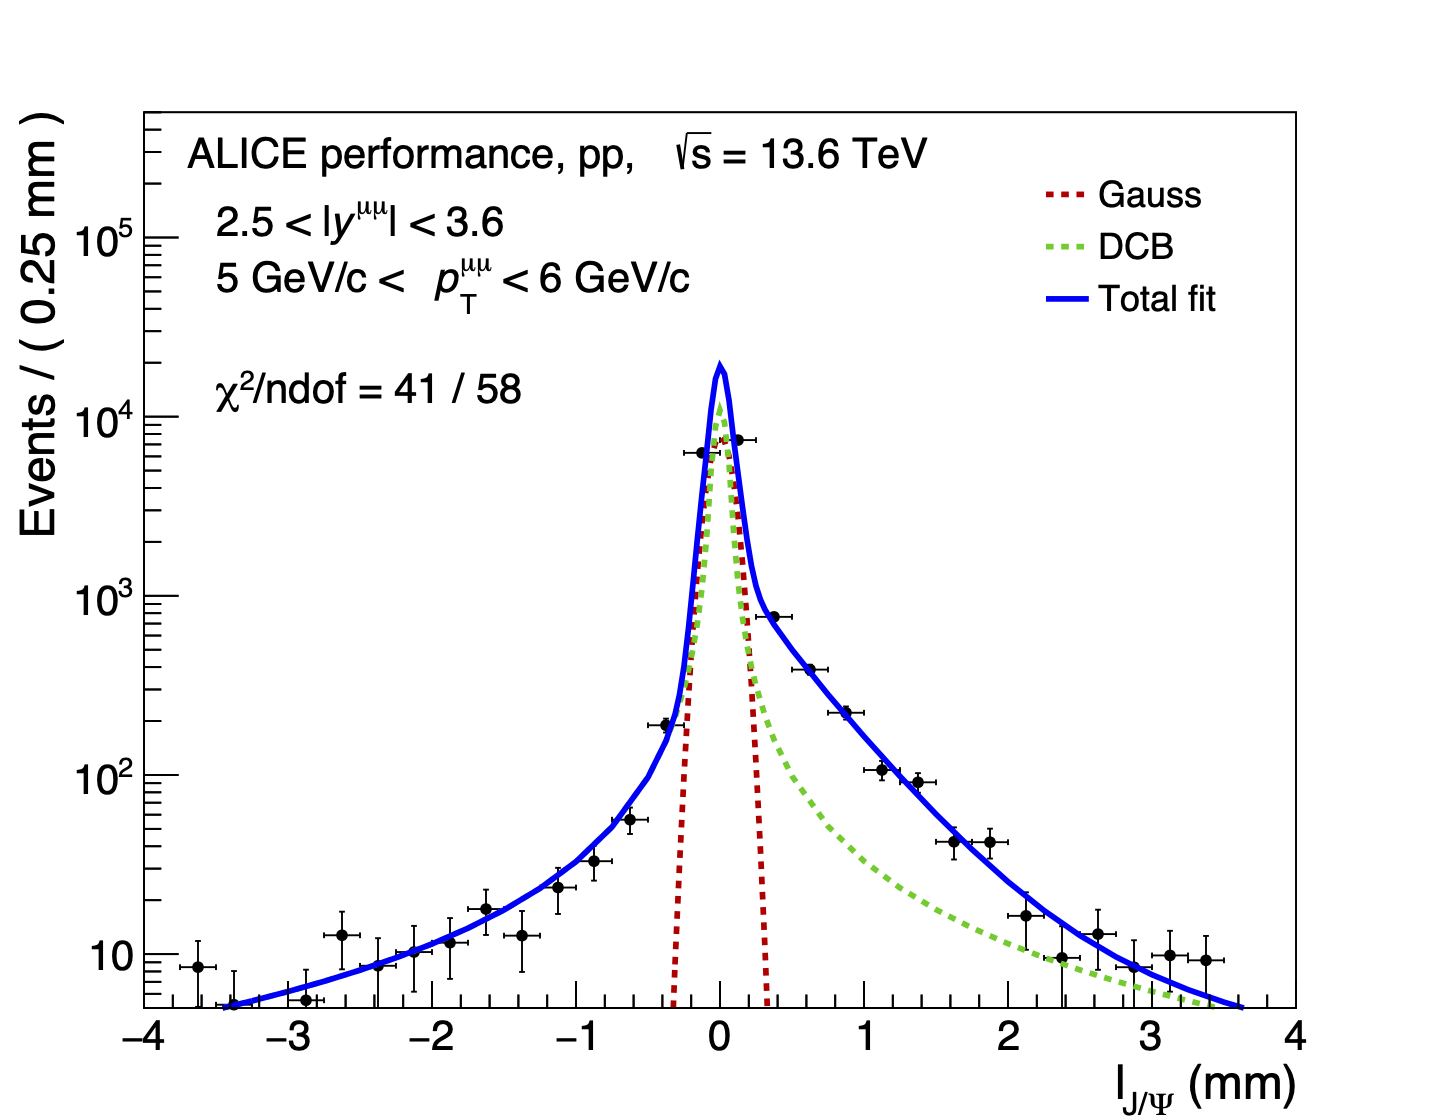 ALICE performance, pp, √s = 13.6 TeV
2.5 < |y^μμ| < 3.6
5 GeV/c < p_T^μμ < 6 GeV/c
χ²/ndof = 41 / 58
Gauss
DCB
Total fit
Events / ( 0.25 mm )
10⁵
10⁴
10³
10²
10
−4 −3 −2 −1 0 1 2 3 4
l_J/Ψ (mm)